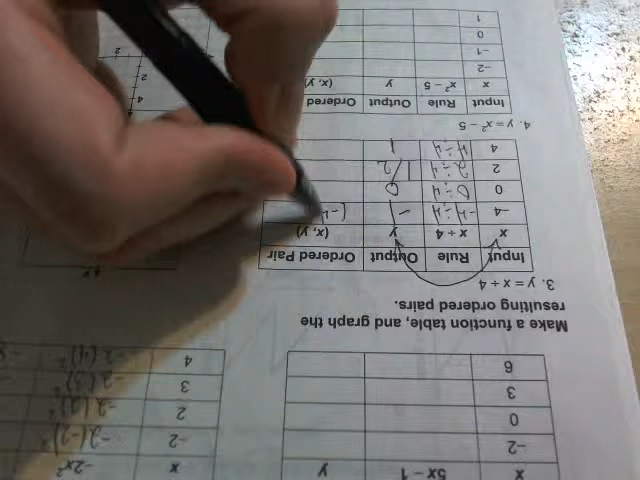 x | 5x − 1 | y
−2
0
3
6
x | −2x²
−2 | −2(−2)²
2 | −2(2)²
3 | −2(3)²
4 | −2(4)²
Make a function table, and graph the
resulting ordered pairs.
3. y = x ÷ 4
Input | Rule | Output | Ordered Pair
x | x ÷ 4 | y | (x, y)
−4 | −4÷4 | −1 | (−4
0 | 0÷4 | 0
2 | 2÷4 | 1/2
4 | 4÷4 | 1
4. y = x² − 5
Input | Rule | Output | Ordered
x | x² − 5 | y | (x, y)
−2
−1
0
1